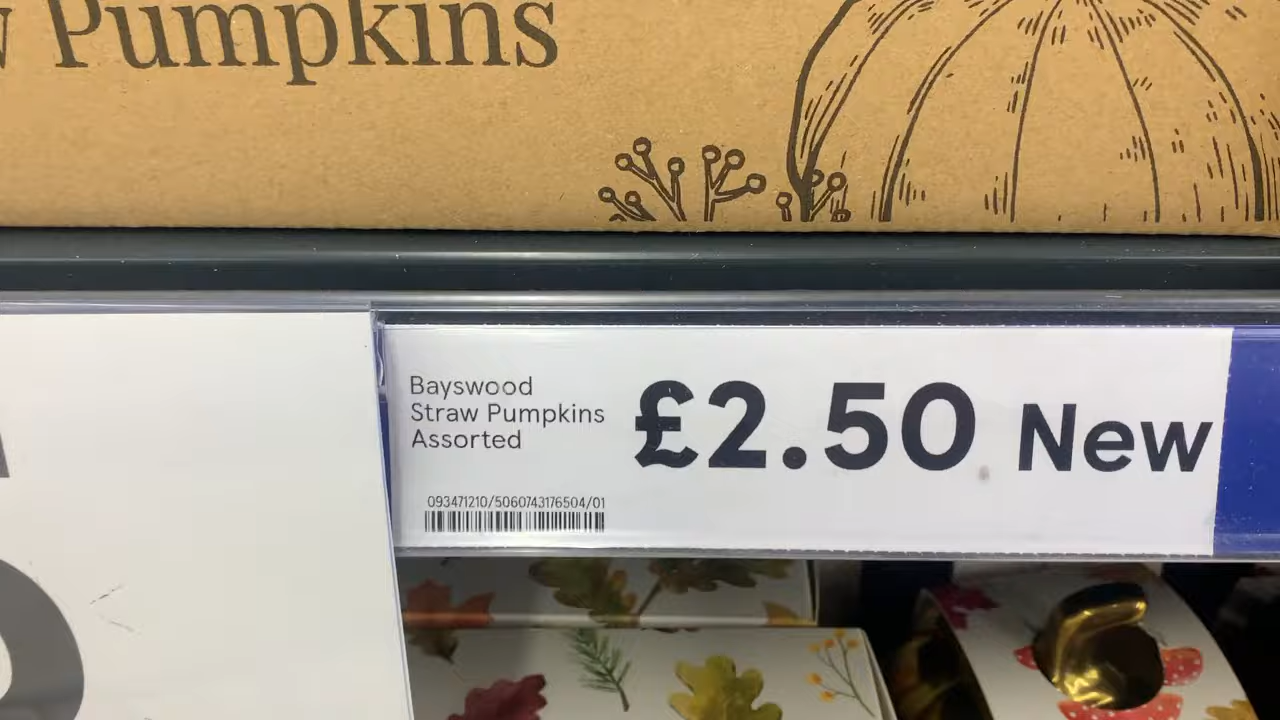 Pumpkins
Bayswood
Straw Pumpkins
Assorted
£2.50 New
093471210/5060743176504/01